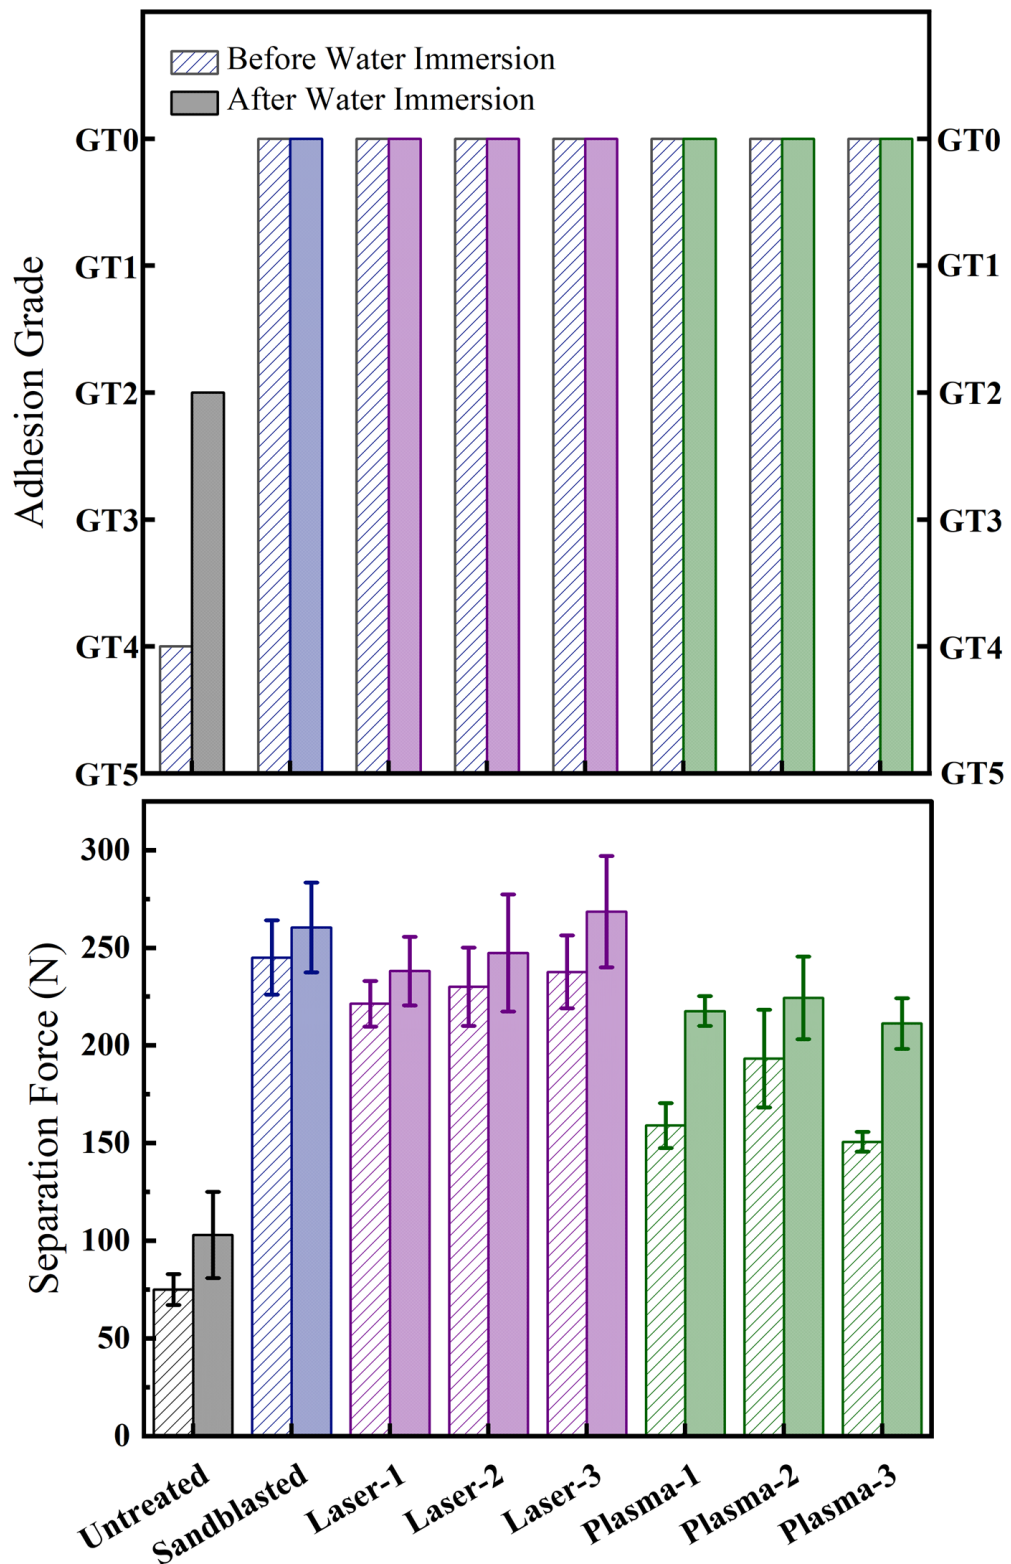 Before Water Immersion
After Water Immersion
Adhesion Grade
GT0
GT1
GT2
GT3
GT4
GT5
GT0
GT1
GT2
GT3
GT4
GT5
Separation Force (N)
300
250
200
150
100
50
0
Untreated
Sandblasted
Laser-1
Laser-2
Laser-3
Plasma-1
Plasma-2
Plasma-3